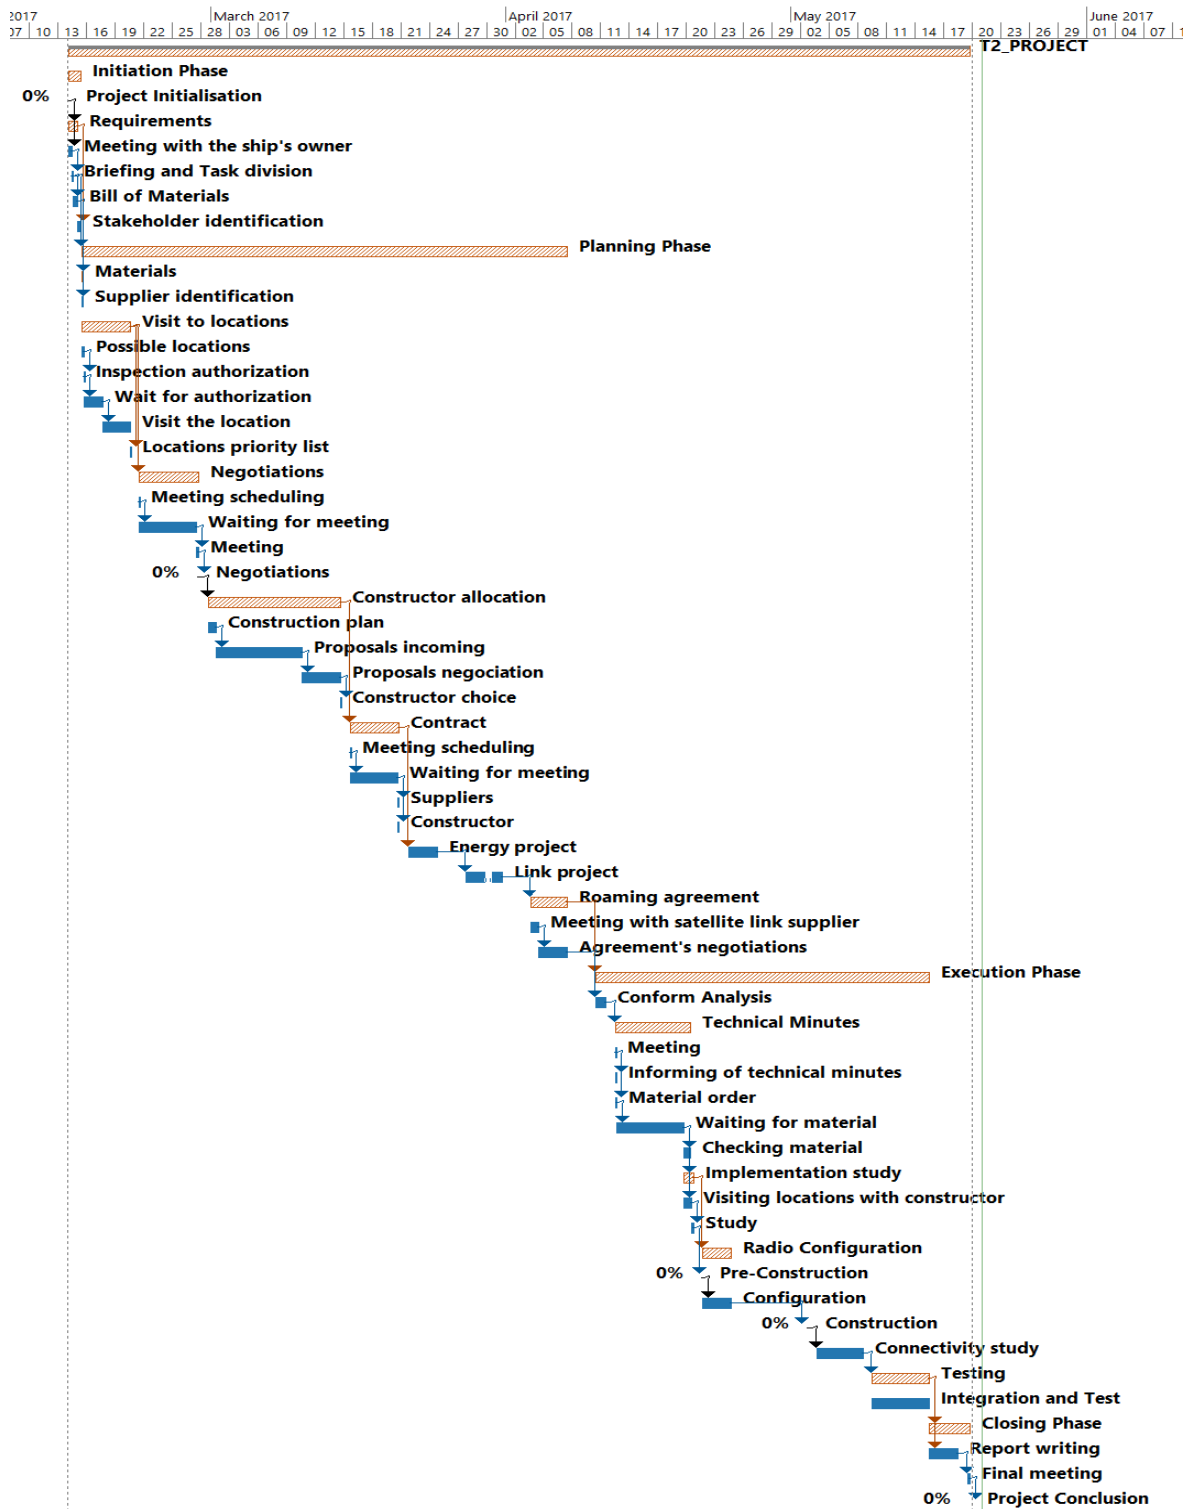 2017 March 2017 April 2017 May 2017 June 2017
07 10 13 16 19 22 25 28 03 06 09 12 15 18 21 24 27 30 02 05 08 11 14 17 20 23 26 29 02 05 08 11 14 17 20 23 26 29 01 04 07 1
T2_PROJECT
Initiation Phase
0% Project Initialisation
Requirements
Meeting with the ship's owner
Briefing and Task division
Bill of Materials
Stakeholder identification
Planning Phase
Materials
Supplier identification
Visit to locations
Possible locations
Inspection authorization
Wait for authorization
Visit the location
Locations priority list
Negotiations
Meeting scheduling
Waiting for meeting
Meeting
0% Negotiations
Constructor allocation
Construction plan
Proposals incoming
Proposals negociation
Constructor choice
Contract
Meeting scheduling
Waiting for meeting
Suppliers
Constructor
Energy project
Link project
Roaming agreement
Meeting with satellite link supplier
Agreement's negotiations
Execution Phase
Conform Analysis
Technical Minutes
Meeting
Informing of technical minutes
Material order
Waiting for material
Checking material
Implementation study
Visiting locations with constructor
Study
Radio Configuration
0% Pre-Construction
Configuration
0% Construction
Connectivity study
Testing
Integration and Test
Closing Phase
Report writing
Final meeting
0% Project Conclusion